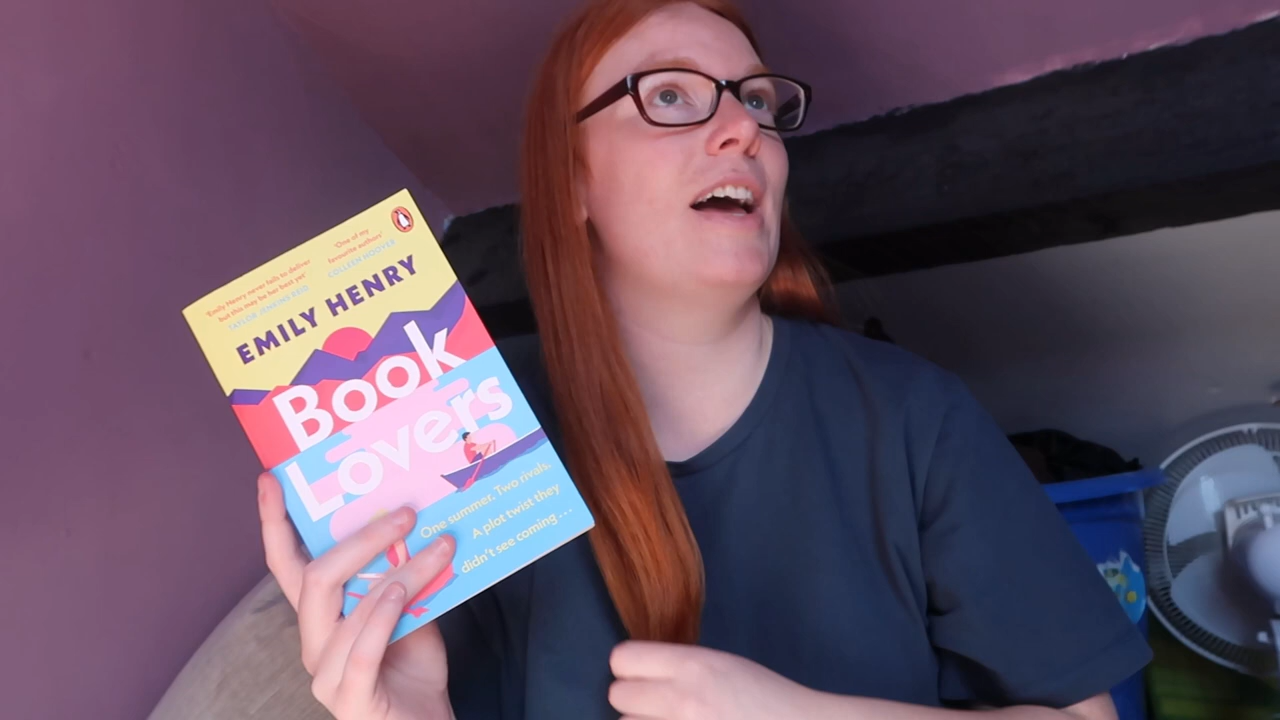 'Emily Henry never fails to deliver
but this may be her best yet'
TAYLOR JENKINS REID
'One of my
favourite authors'
COLLEEN HOOVER
EMILY HENRY
Book
Lovers
One summer. Two rivals.
A plot twist they
didn't see coming...